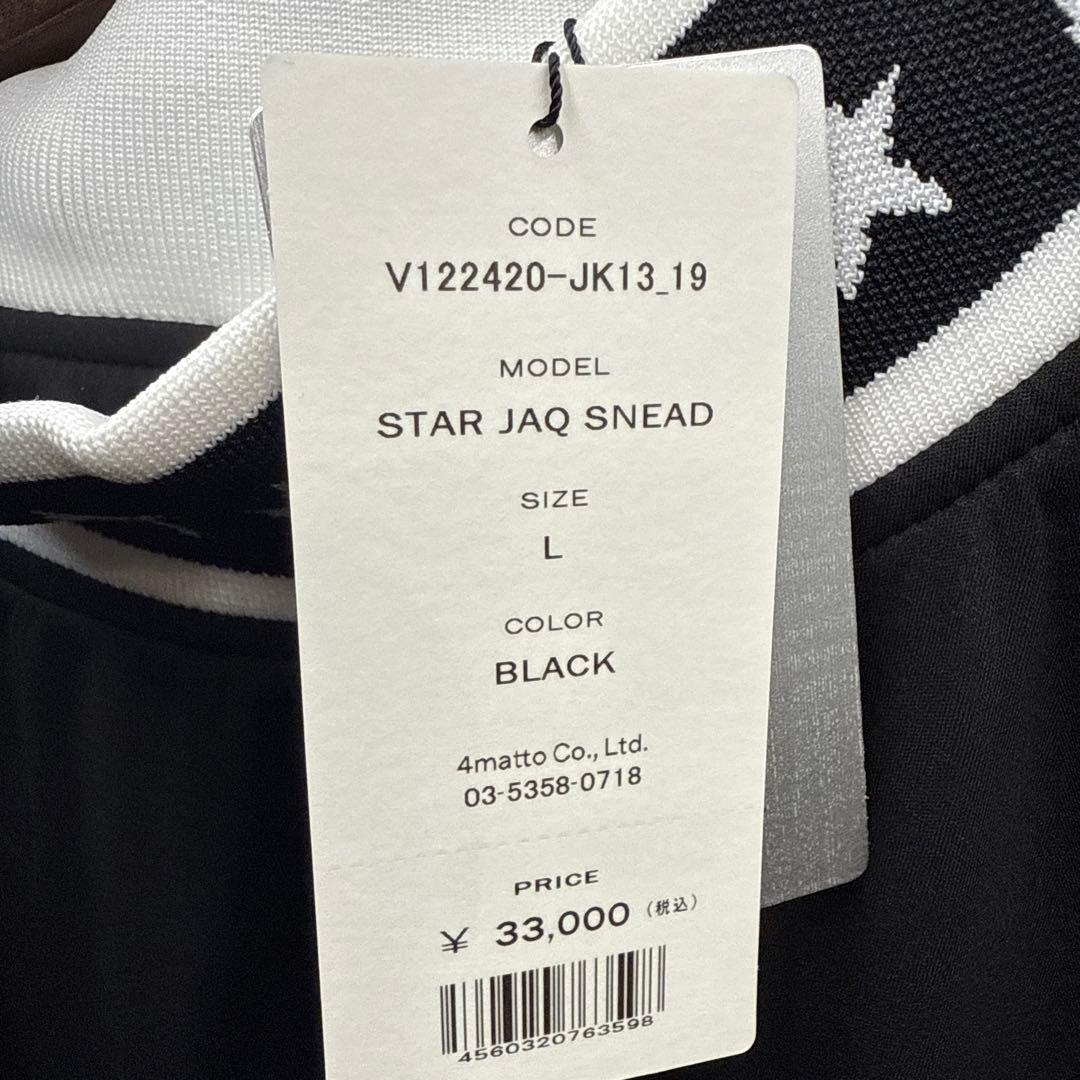 CODE
V122420-JK13_19
MODEL
STAR JAQ SNEAD
SIZE
L
COLOR
BLACK
4matto Co., Ltd.
03-5358-0718
PRICE
¥ 33,000 (税込)
4560320763598